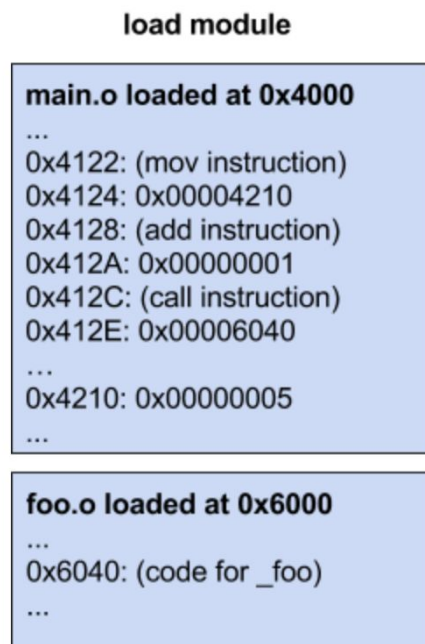 load module
main.o loaded at 0x4000
...
0x4122: (mov instruction)
0x4124: 0x00004210
0x4128: (add instruction)
0x412A: 0x00000001
0x412C: (call instruction)
0x412E: 0x00006040
...
0x4210: 0x00000005
...
foo.o loaded at 0x6000
...
0x6040: (code for _foo)
...